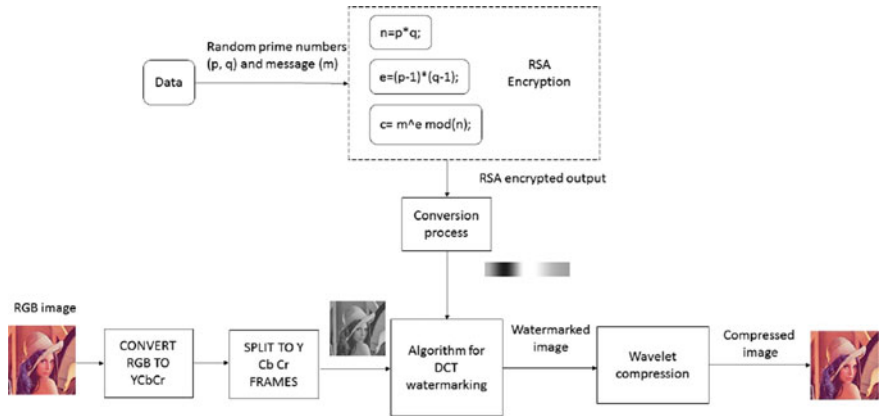 Data
Random prime numbers
(p, q) and message (m)
n=p*q;
e=(p-1)*(q-1);
c= m^e mod(n);
RSA
Encryption
RSA encrypted output
Conversion
process
RGB image
CONVERT
RGB TO
YCbCr
SPLIT TO Y
Cb Cr
FRAMES
Algorithm for
DCT
watermarking
Watermarked
image
Wavelet
compression
Compressed
image